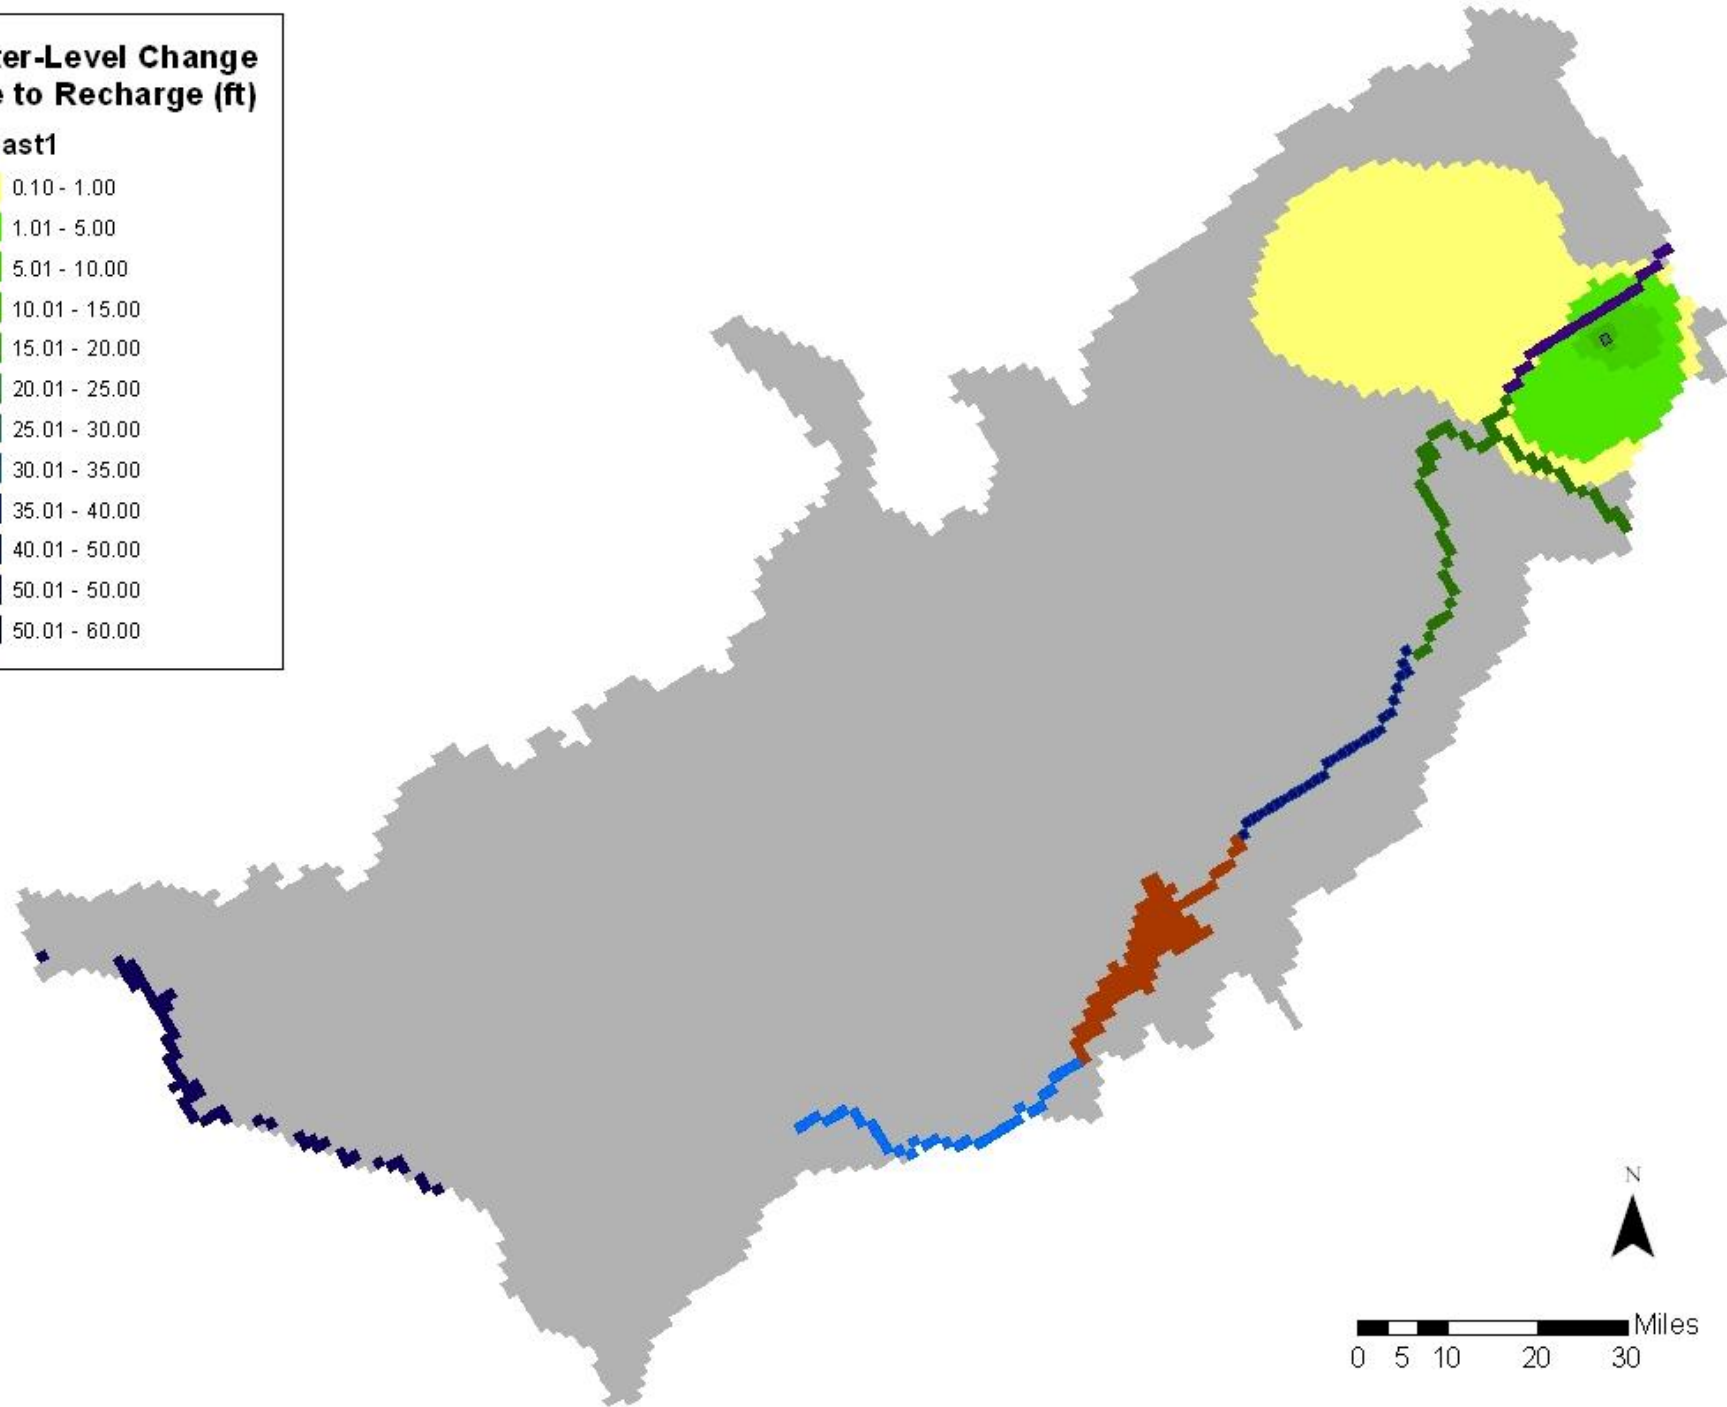 ter-Level Change
e to Recharge (ft)
ast1
0.10 - 1.00
1.01 - 5.00
5.01 - 10.00
10.01 - 15.00
15.01 - 20.00
20.01 - 25.00
25.01 - 30.00
30.01 - 35.00
35.01 - 40.00
40.01 - 50.00
50.01 - 50.00
50.01 - 60.00
N
Miles
0 5 10 20 30